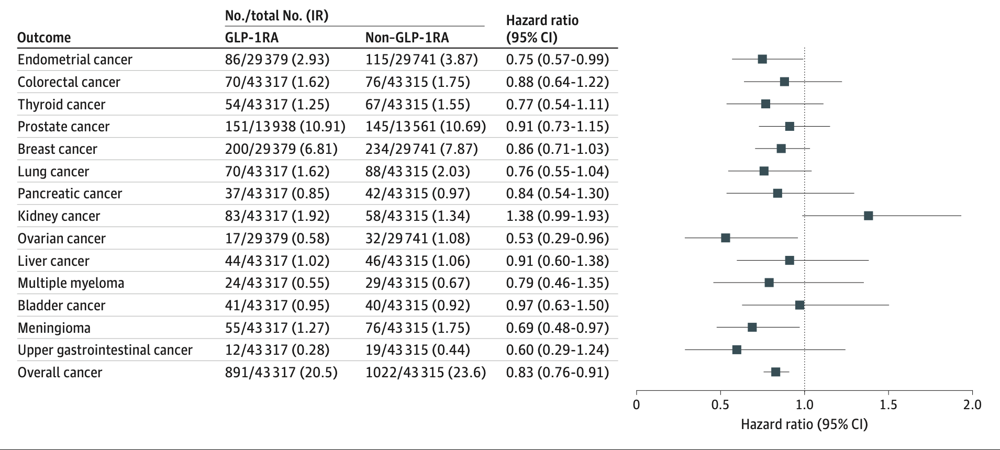 No./total No. (IR)
Hazard ratio
Outcome GLP-1RA Non–GLP-1RA (95% CI)
Endometrial cancer 86/29 379 (2.93) 115/29 741 (3.87) 0.75 (0.57-0.99)
Colorectal cancer 70/43 317 (1.62) 76/43 315 (1.75) 0.88 (0.64-1.22)
Thyroid cancer 54/43 317 (1.25) 67/43 315 (1.55) 0.77 (0.54-1.11)
Prostate cancer 151/13 938 (10.91) 145/13 561 (10.69) 0.91 (0.73-1.15)
Breast cancer 200/29 379 (6.81) 234/29 741 (7.87) 0.86 (0.71-1.03)
Lung cancer 70/43 317 (1.62) 88/43 315 (2.03) 0.76 (0.55-1.04)
Pancreatic cancer 37/43 317 (0.85) 42/43 315 (0.97) 0.84 (0.54-1.30)
Kidney cancer 83/43 317 (1.92) 58/43 315 (1.34) 1.38 (0.99-1.93)
Ovarian cancer 17/29 379 (0.58) 32/29 741 (1.08) 0.53 (0.29-0.96)
Liver cancer 44/43 317 (1.02) 46/43 315 (1.06) 0.91 (0.60-1.38)
Multiple myeloma 24/43 317 (0.55) 29/43 315 (0.67) 0.79 (0.46-1.35)
Bladder cancer 41/43 317 (0.95) 40/43 315 (0.92) 0.97 (0.63-1.50)
Meningioma 55/43 317 (1.27) 76/43 315 (1.75) 0.69 (0.48-0.97)
Upper gastrointestinal cancer 12/43 317 (0.28) 19/43 315 (0.44) 0.60 (0.29-1.24)
Overall cancer 891/43 317 (20.5) 1022/43 315 (23.6) 0.83 (0.76-0.91)
0 0.5 1.0 1.5 2.0
Hazard ratio (95% CI)